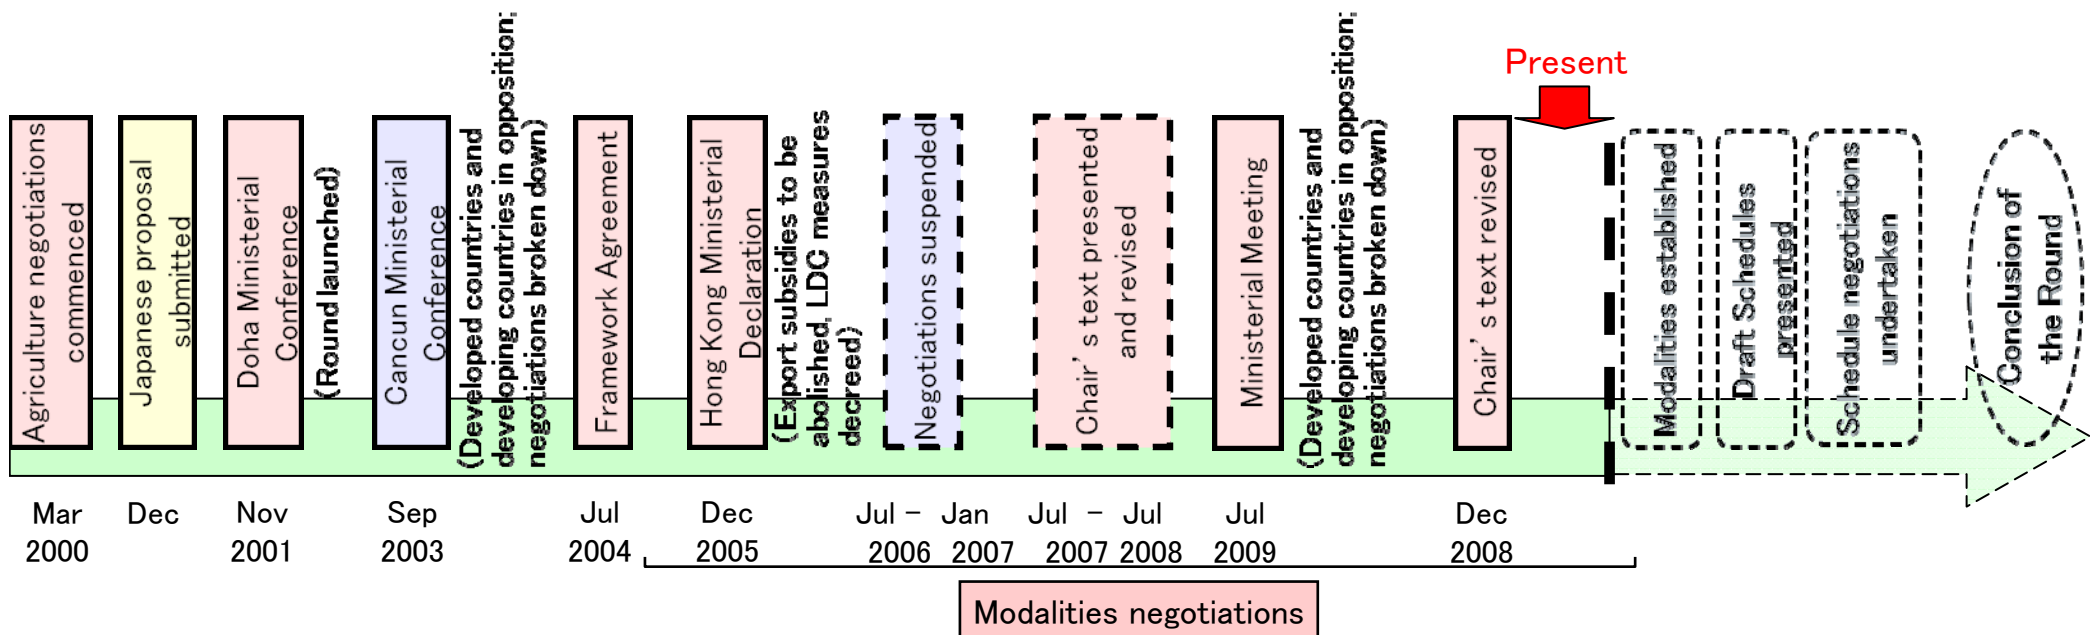 Present
Agriculture negotiations
commenced
Japanese proposal
submitted
Doha Ministerial
Conference
(Round launched)
Cancun Ministerial
Conference
(Developed countries and
developing countries in opposition;
negotiations broken down)
Framework Agreement
Hong Kong Ministerial
Declaration
(Export subsidies to be
abolished, LDC measures
decreed)
Negotiations suspended
Chair's text presented
and revised
Ministerial Meeting
(Developed countries and
developing countries in opposition;
negotiations broken down)
Chair's text revised
Modalities established
Draft Schedules
presented
Schedule negotiations
undertaken
Conclusion of
the Round
Mar
2000
Dec
Nov
2001
Sep
2003
Jul
2004
Dec
2005
Jul - Jan
2006 2007
Jul - Jul
2007 2008
Jul
2009
Dec
2008
Modalities negotiations